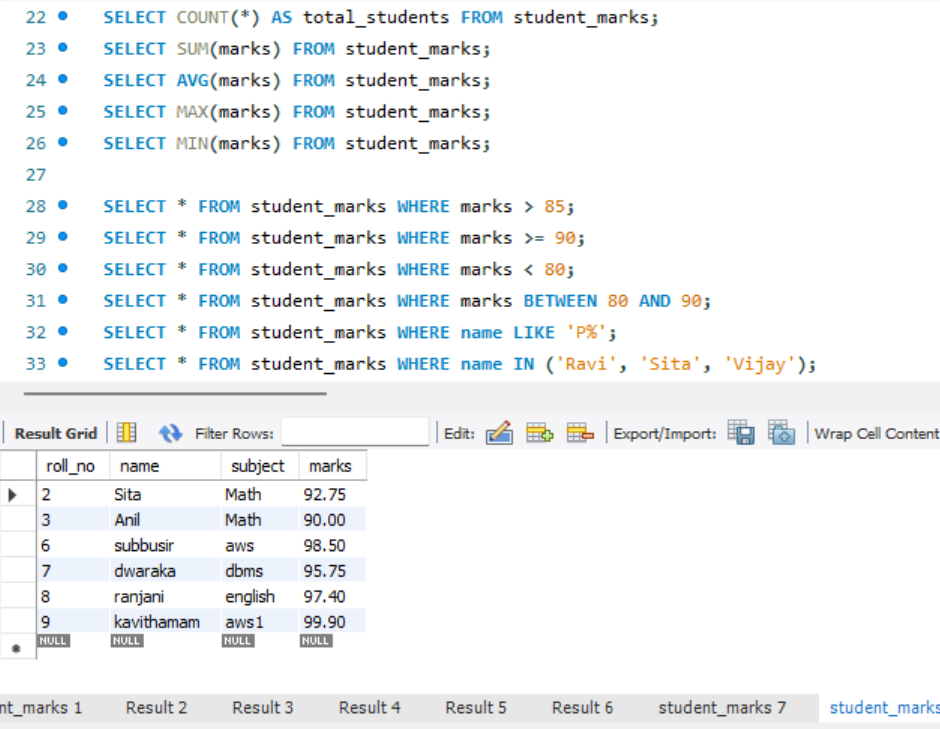 22 SELECT COUNT(*) AS total_students FROM student_marks;
23 SELECT SUM(marks) FROM student_marks;
24 SELECT AVG(marks) FROM student_marks;
25 SELECT MAX(marks) FROM student_marks;
26 SELECT MIN(marks) FROM student_marks;
27
28 SELECT * FROM student_marks WHERE marks > 85;
29 SELECT * FROM student_marks WHERE marks >= 90;
30 SELECT * FROM student_marks WHERE marks < 80;
31 SELECT * FROM student_marks WHERE marks BETWEEN 80 AND 90;
32 SELECT * FROM student_marks WHERE name LIKE 'P%';
33 SELECT * FROM student_marks WHERE name IN ('Ravi', 'Sita', 'Vijay');
Result Grid Filter Rows: Edit: Export/Import: Wrap Cell Content
roll_no name subject marks
2 Sita Math 92.75
3 Anil Math 90.00
6 subbusir aws 98.50
7 dwaraka dbms 95.75
8 ranjani english 97.40
9 kavithamam aws1 99.90
NULL NULL NULL NULL
nt_marks 1 Result 2 Result 3 Result 4 Result 5 Result 6 student_marks 7 student_marks